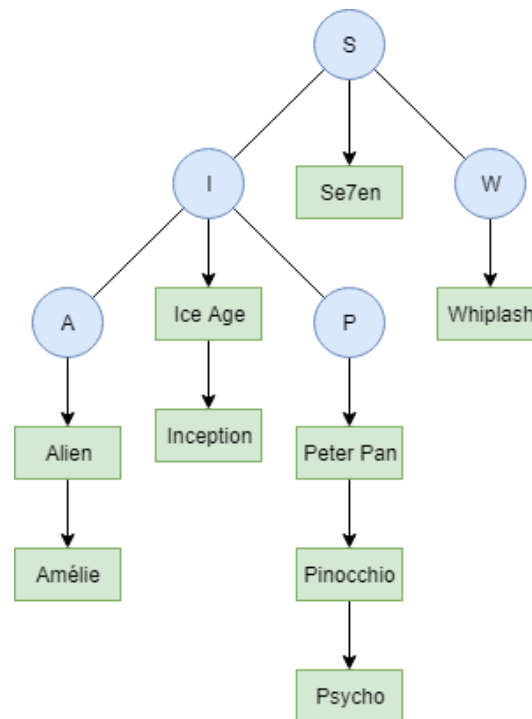 S
I
Se7en
W
A
Ice Age
P
Whiplash
Alien
Inception
Peter Pan
Amélie
Pinocchio
Psycho